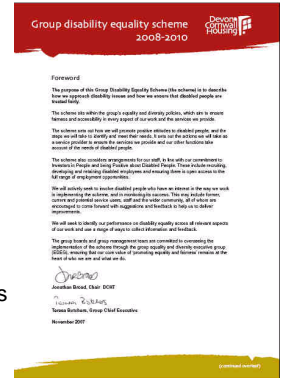 Group disability equality scheme
2008-2010
Devon
Cornwall
Housing
Foreword
The purpose of this Group Disability Equality Scheme (the scheme) is to describe
how we approach disability issues and how we ensure that disabled people are
treated fairly.
The scheme sits within the group's equality and diversity policies, which aim to ensure
fairness and accessibility in every aspect of our work and the services we provide.
The scheme sets out how we will promote positive attitudes to disabled people, and the
steps we will take to identify and meet their needs. It sets out the actions we will take as
a service provider to ensure the services we provide and our other functions take
account of the needs of disabled people.
The scheme also considers arrangements for our staff, in line with our commitment to
Investors in People and being Positive about Disabled People. These include recruiting,
developing and retaining disabled employees and ensuring there is open access to the
full range of employment opportunities.
We will actively seek to involve disabled people who have an interest in the way we work
in implementing the scheme, and in monitoring its success. This may include former,
current and potential service users, staff and the wider community, all of whom are
encouraged to come forward with suggestions and feedback to help us to deliver
improvements.
We will seek to identify our performance on disability equality across all relevant aspects
of our work and use a range of ways to collect information and feedback.
The group boards and group management team are committed to overseeing the
implementation of the scheme through the group equality and diversity executive group
(EDEG), ensuring that our core value of 'promoting equality and fairness' remains at the
heart of who we are and what we do.
Jonathan Broad, Chair DCHT
s
Teresa Butchers, Group Chief Executive
November 2007
(continued overleaf)